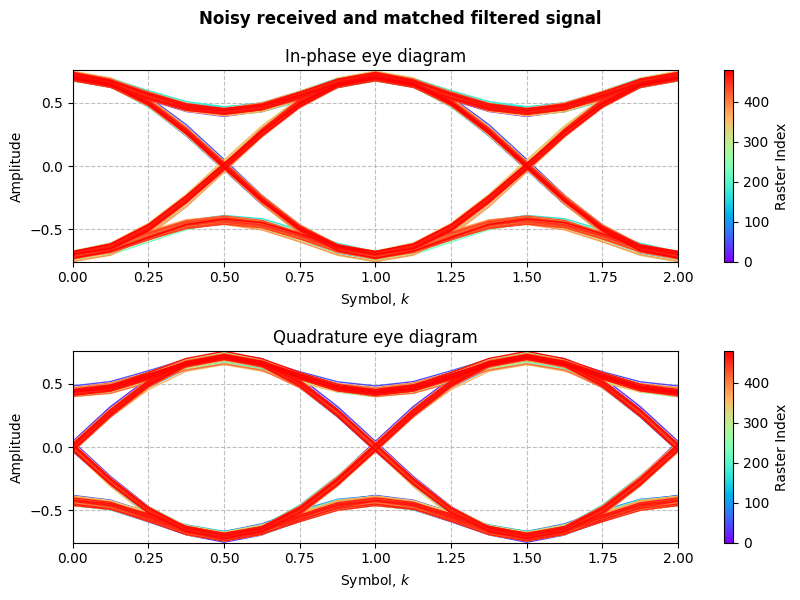 Noisy received and matched filtered signal
In-phase eye diagram
Amplitude
0.5
0.0
−0.5
0.00 0.25 0.50 0.75 1.00 1.25 1.50 1.75 2.00
Symbol, k
400
300
200
100
0
Raster Index
Quadrature eye diagram
Amplitude
0.5
0.0
−0.5
0.00 0.25 0.50 0.75 1.00 1.25 1.50 1.75 2.00
Symbol, k
400
300
200
100
0
Raster Index